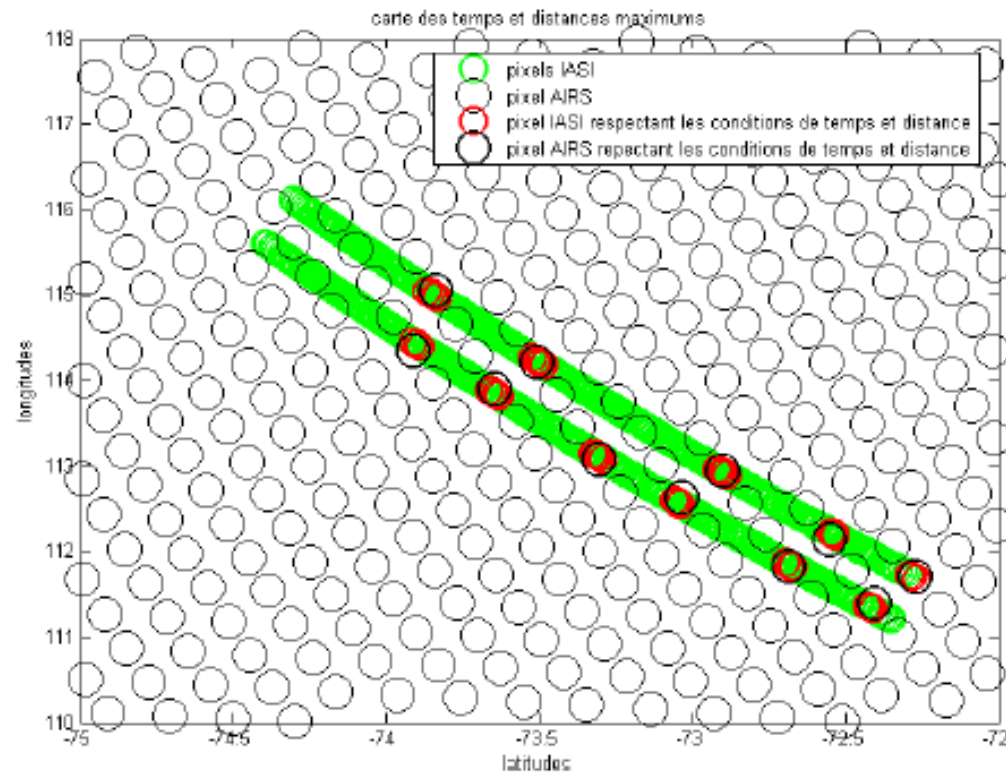 carte des temps et distances maximums
118
117
116
115
114
113
112
111
110
longitudes
pixels IASI
pixel AIRS
pixel IASI respectant les conditions de temps et distance
pixel AIRS repectant les conditions de temps et distance
-75
-74.5
-74
-73.5
-73
-72.5
-72
latitudes